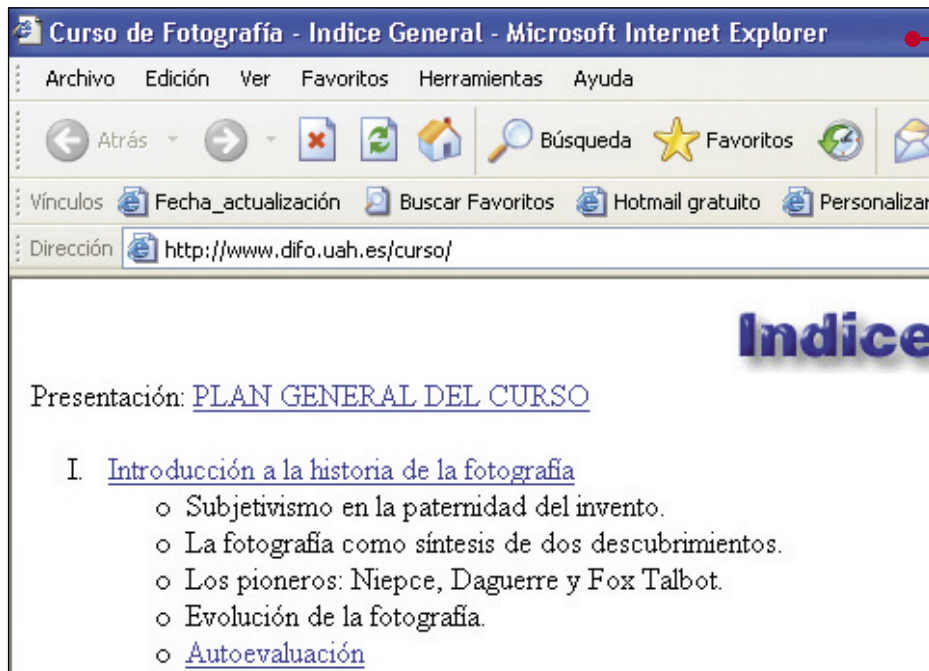 Curso de Fotografía - Indice General - Microsoft Internet Explorer
Archivo Edición Ver Favoritos Herramientas Ayuda
Atrás Búsqueda Favoritos
Vínculos Fecha_actualización Buscar Favoritos Hotmail gratuito Personalizar
Dirección http://www.difo.uah.es/curso/
Indice
Presentación: PLAN GENERAL DEL CURSO
I. Introducción a la historia de la fotografía
o Subjetivismo en la paternidad del invento.
o La fotografía como síntesis de dos descubrimientos.
o Los pioneros: Niepce, Daguerre y Fox Talbot.
o Evolución de la fotografía.
o Autoevaluación